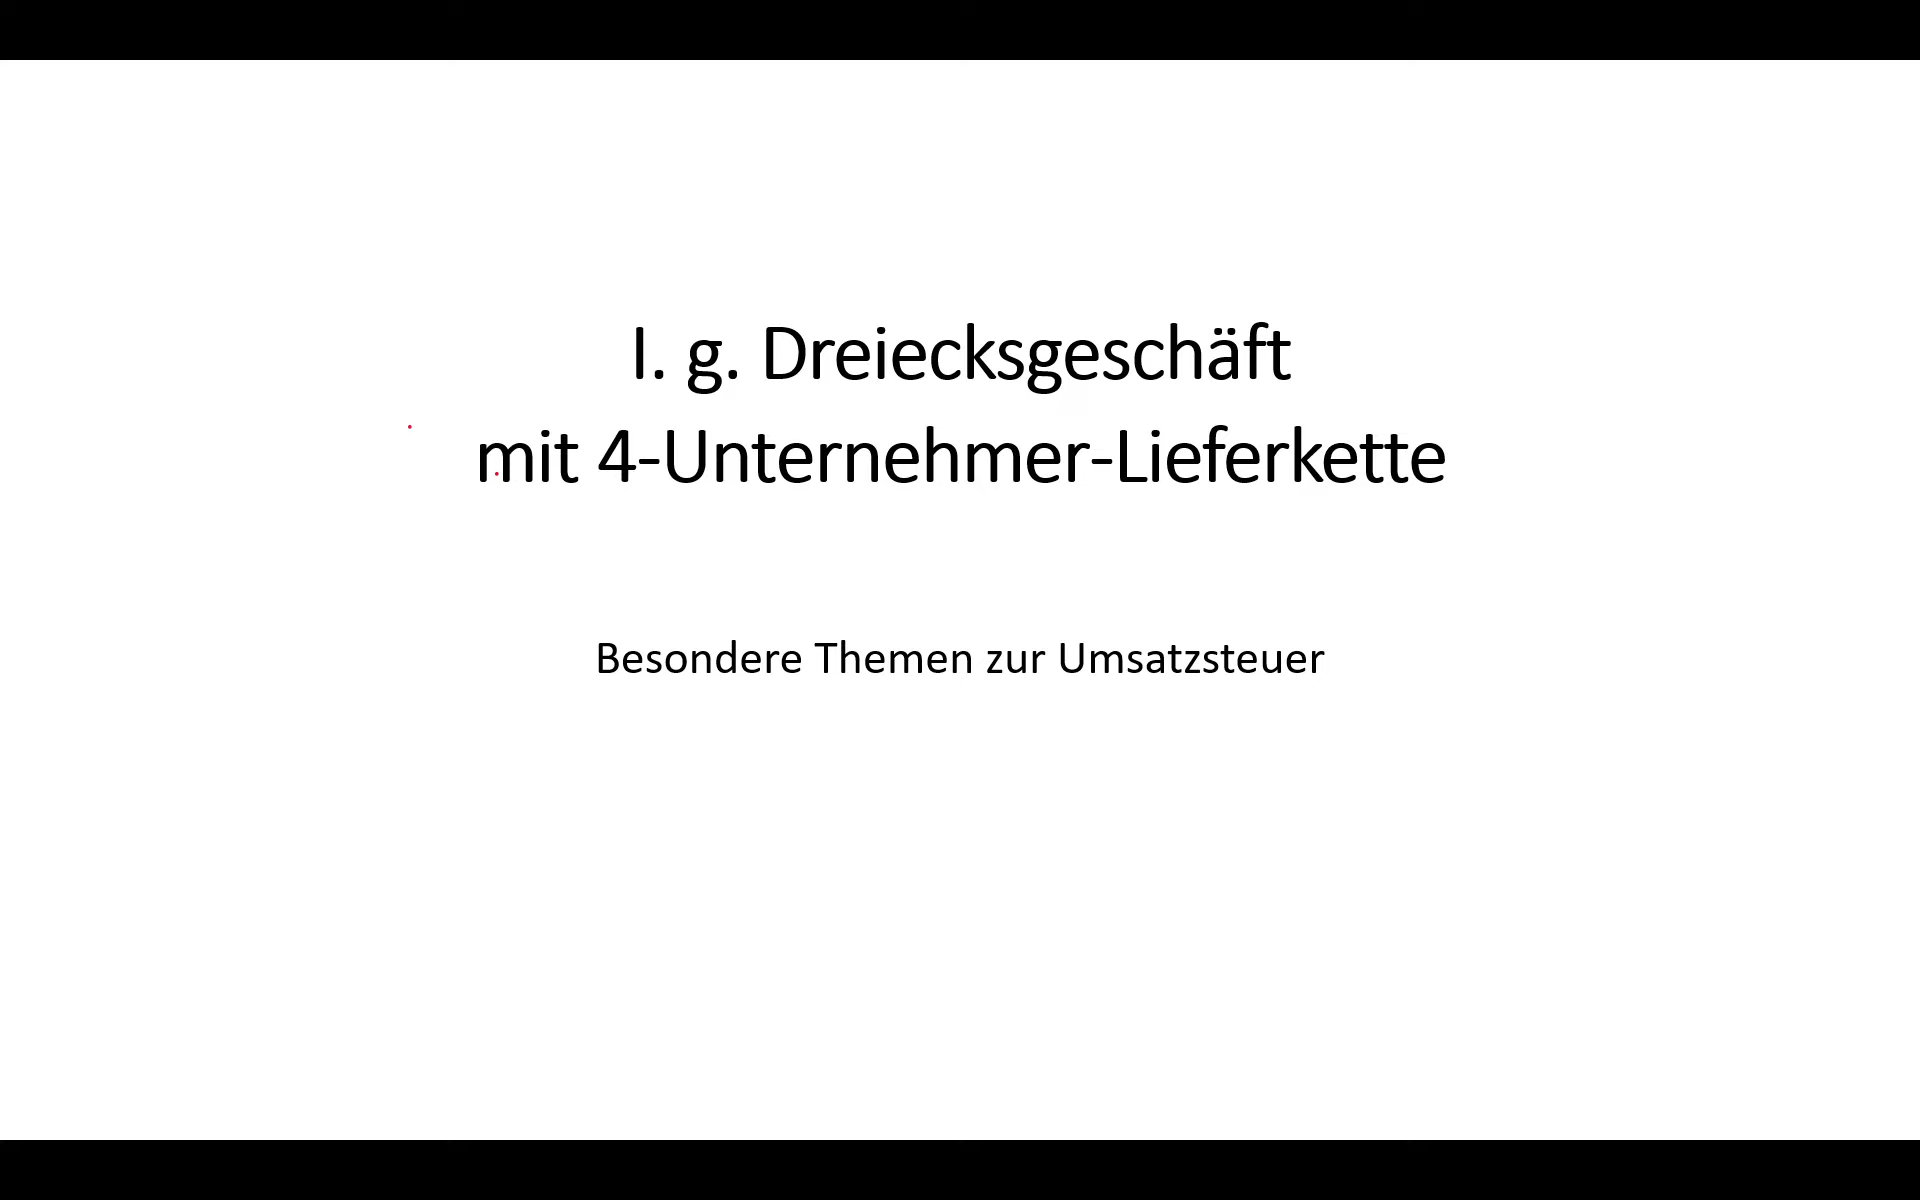 I. g. Dreiecksgeschäft
mit 4-Unternehmer-Lieferkette
Besondere Themen zur Umsatzsteuer